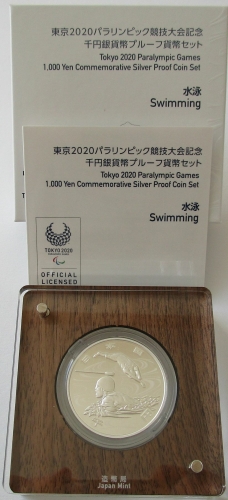 東京2020パラリンピック競技大会記念
千円銀貨幣プルーフ貨幣セット
Tokyo 2020 Paralympic Games
1,000 Yen Commemorative Silver Proof Coin Set
水泳
Swimming
東京2020パラリンピック競技大会記念
千円銀貨幣プルーフ貨幣セット
Tokyo 2020 Paralympic Games
1,000 Yen Commemorative Silver Proof Coin Set
水泳
Swimming
TOKYO 2020
OFFICIAL
LICENSED
造幣局
Japan Mint